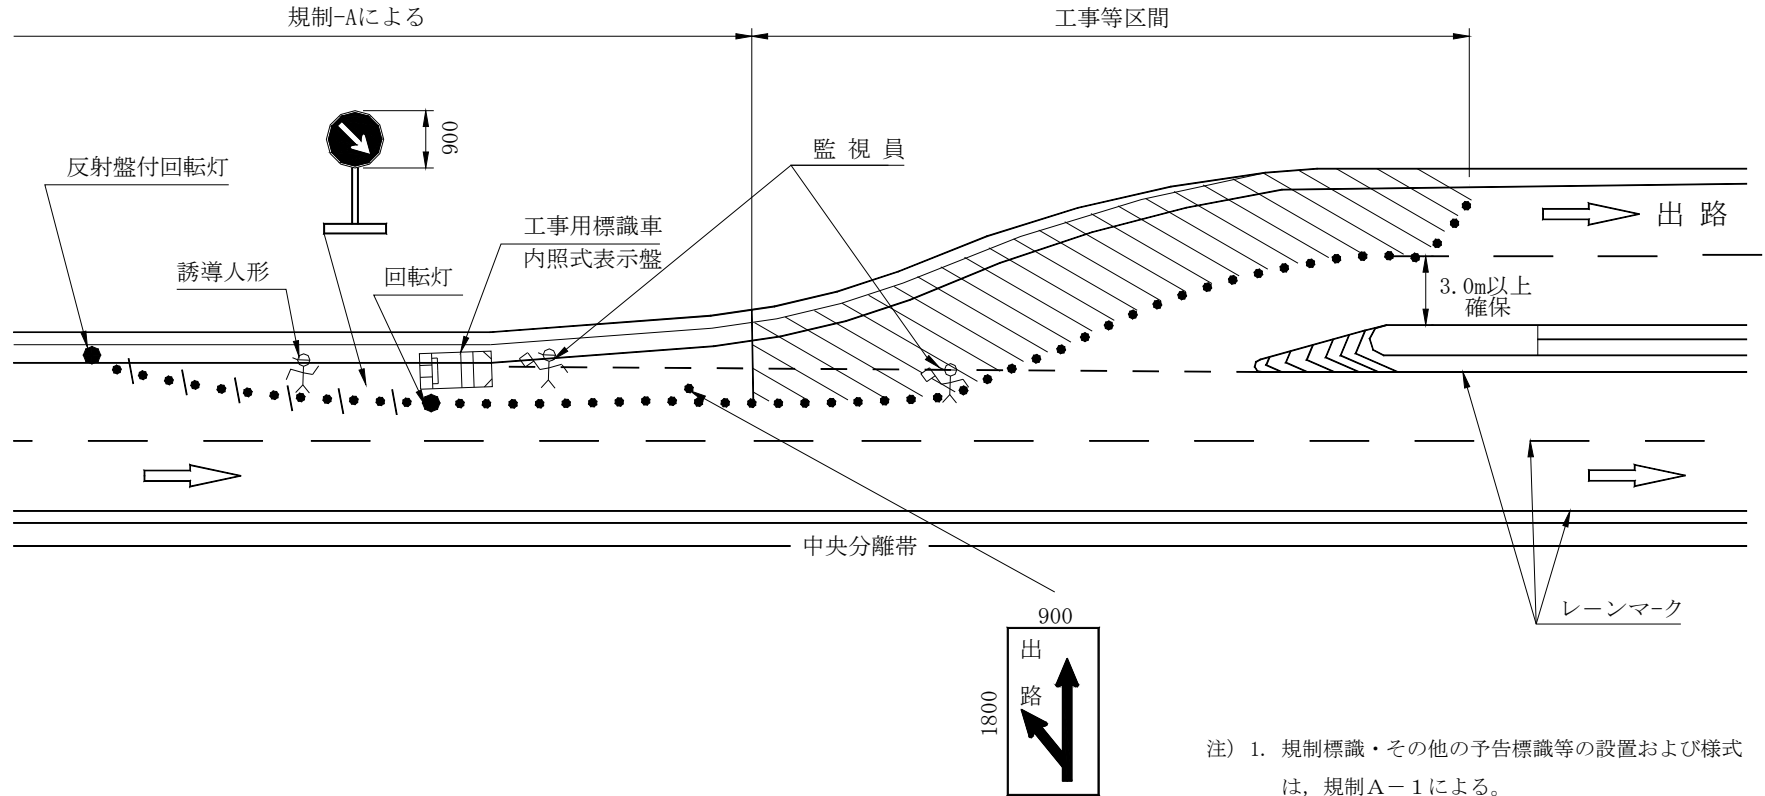 規制-Aによる
工事等区間
900
監 視 員
反射盤付回転灯
出 路
工事用標識車
内照式表示盤
誘導人形
回転灯
3.0m以上
確保
中央分離帯
レーンマーク
900
出
路
1800
注) 1. 規制標識・その他の予告標識等の設置および様式
は, 規制A-1による。